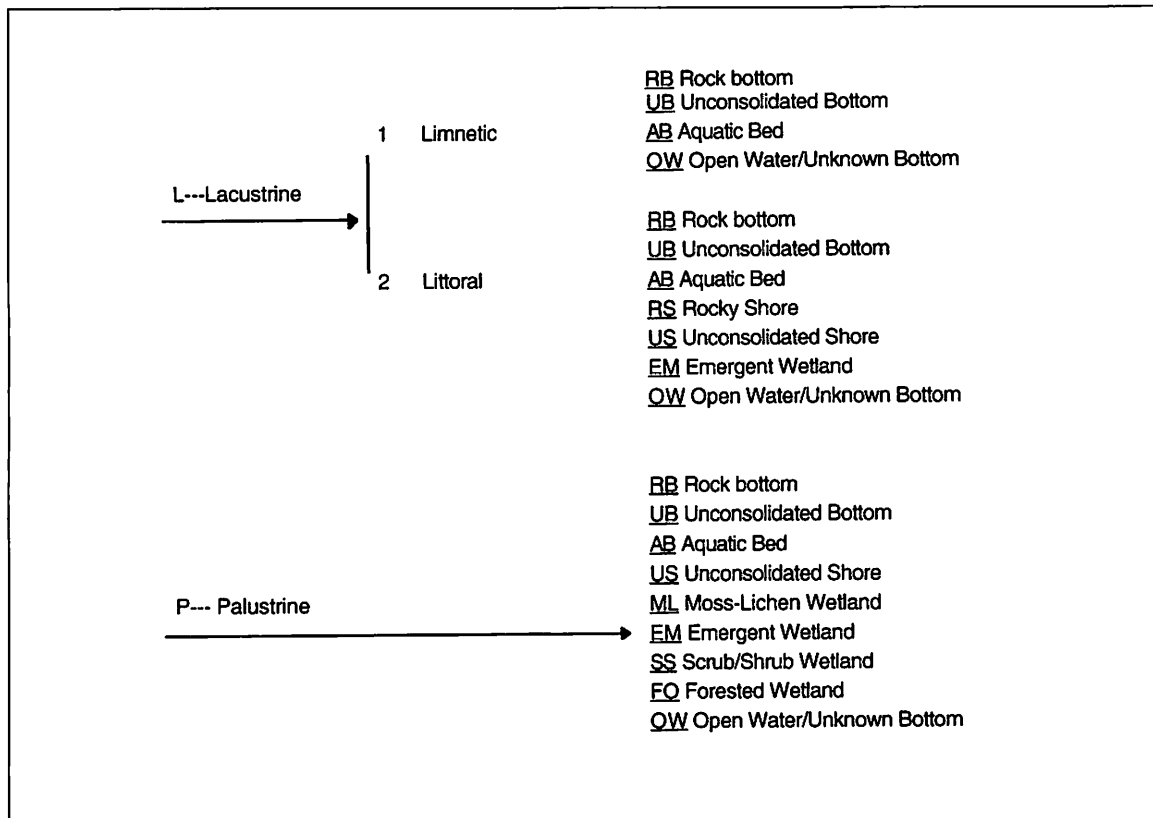 L---Lacustrine
1 Limnetic
RB Rock bottom
UB Unconsolidated Bottom
AB Aquatic Bed
OW Open Water/Unknown Bottom
2 Littoral
RB Rock bottom
UB Unconsolidated Bottom
AB Aquatic Bed
RS Rocky Shore
US Unconsolidated Shore
EM Emergent Wetland
OW Open Water/Unknown Bottom
P--- Palustrine
RB Rock bottom
UB Unconsolidated Bottom
AB Aquatic Bed
US Unconsolidated Shore
ML Moss-Lichen Wetland
EM Emergent Wetland
SS Scrub/Shrub Wetland
FO Forested Wetland
OW Open Water/Unknown Bottom